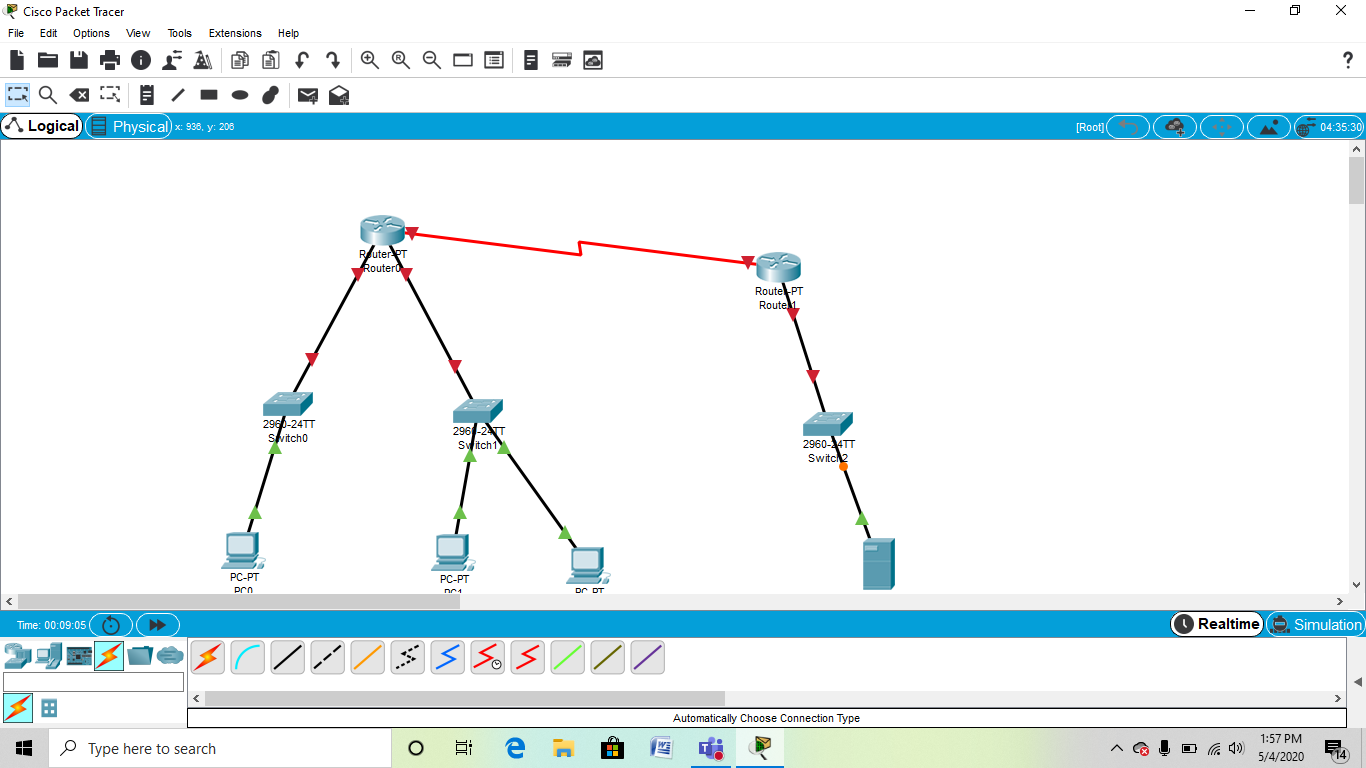 Cisco Packet Tracer
File Edit Options View Tools Extensions Help
Logical Physical x: 936, y: 206 [Root] 04:35:30
Router-PT
Router0
Router-PT
Router1
2960-24TT
Switch0
2960-24TT
Switch1
2960-24TT
Switch2
PC-PT
PC0
PC-PT
PC1
PC-PT
Time: 00:09:05 Realtime Simulation
Automatically Choose Connection Type
Type here to search
1:57 PM
5/4/2020
14